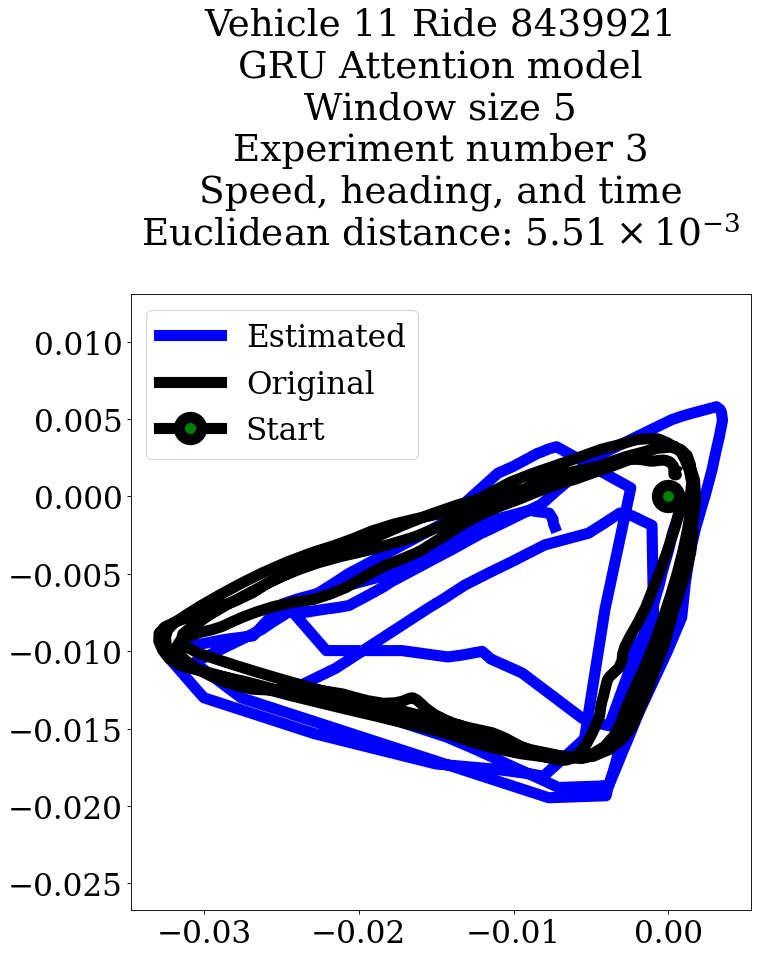 Vehicle 11 Ride 8439921
GRU Attention model
Window size 5
Experiment number 3
Speed, heading, and time
Euclidean distance: 5.51 × 10⁻³
Estimated
Original
Start
0.010
0.005
0.000
−0.005
−0.010
−0.015
−0.020
−0.025
−0.03 −0.02 −0.01 0.00